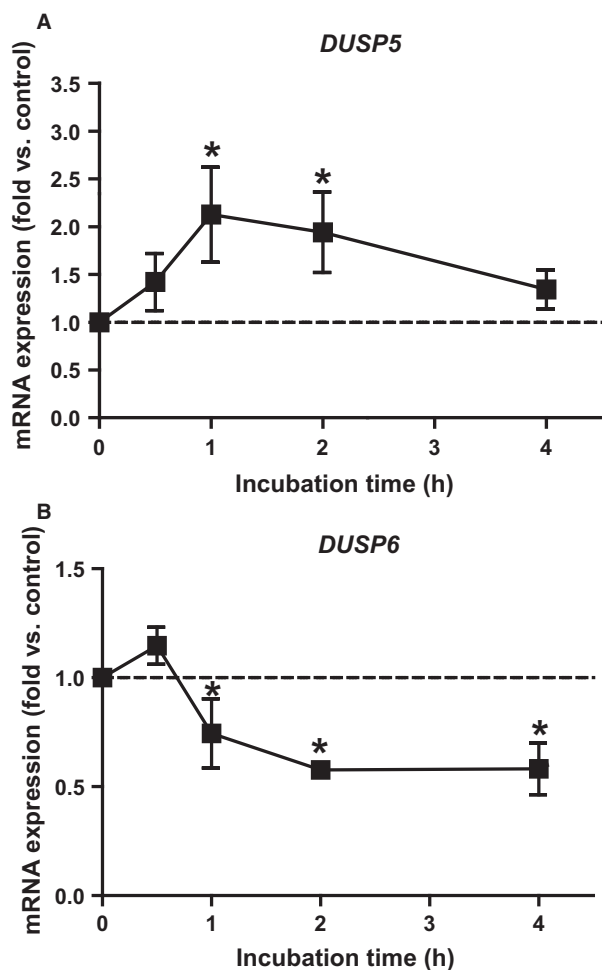 A
DUSP5
mRNA expression (fold vs. control)
3.5
3.0
2.5
2.0
1.5
1.0
0.5
0.0
* *
0 1 2 3 4
Incubation time (h)
B
DUSP6
mRNA expression (fold vs. control)
1.5
1.0
0.5
0.0
* * *
0 1 2 3 4
Incubation time (h)